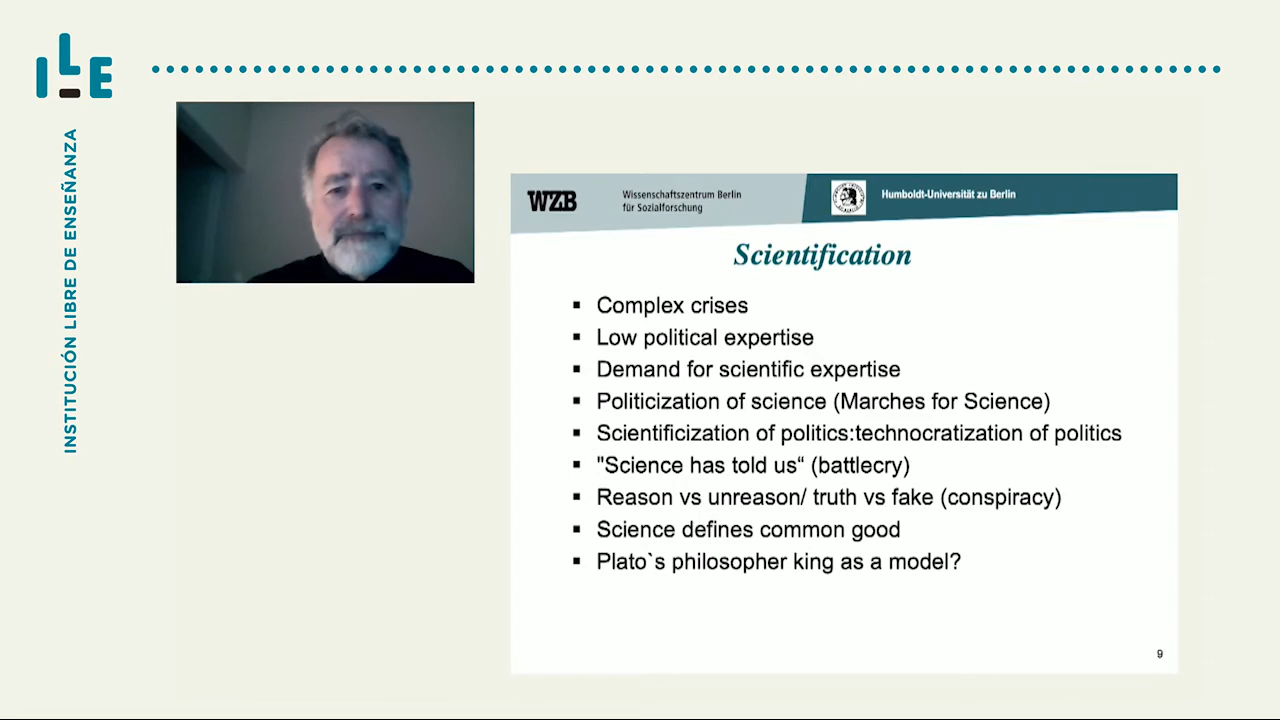 ILE
INSTITUCIÓN LIBRE DE ENSEÑANZA
WZB
Wissenschaftszentrum Berlin
für Sozialforschung
Humboldt-Universität zu Berlin
Scientification
▪ Complex crises
▪ Low political expertise
▪ Demand for scientific expertise
▪ Politicization of science (Marches for Science)
▪ Scientificization of politics:technocratization of politics
▪ "Science has told us“ (battlecry)
▪ Reason vs unreason/ truth vs fake (conspiracy)
▪ Science defines common good
▪ Plato`s philosopher king as a model?
9